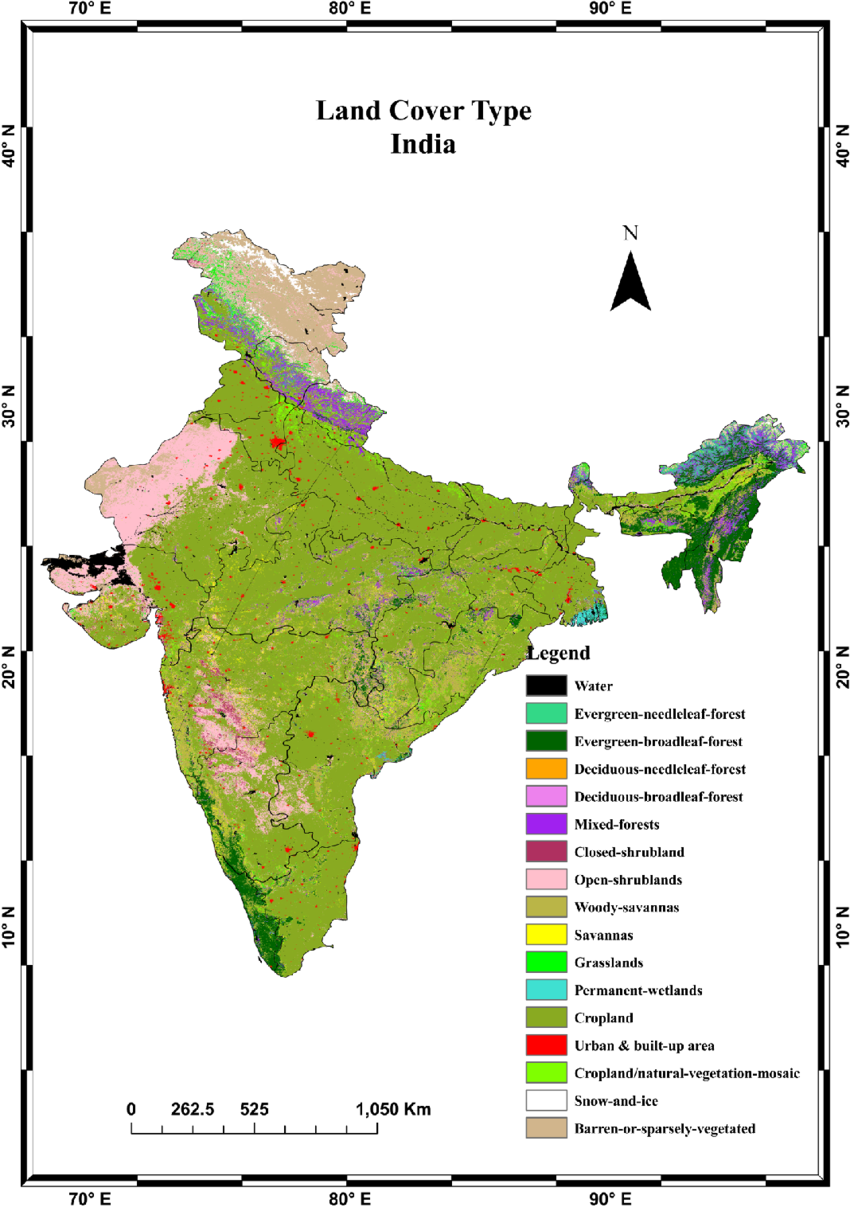 70° E 80° E 90° E
Land Cover Type
India
40° N 40° N
N
30° N 30° N
20° N 20° N
Legend
Water
Evergreen-needleleaf-forest
Evergreen-broadleaf-forest
Deciduous-needleleaf-forest
Deciduous-broadleaf-forest
Mixed-forests
Closed-shrubland
Open-shrublands
Woody-savannas
10° N 10° N
Savannas
Grasslands
Permanent-wetlands
Cropland
Urban & built-up area
Cropland/natural-vegetation-mosaic
Snow-and-ice
0 262.5 525 1,050 Km
Barren-or-sparsely-vegetated
70° E 80° E 90° E